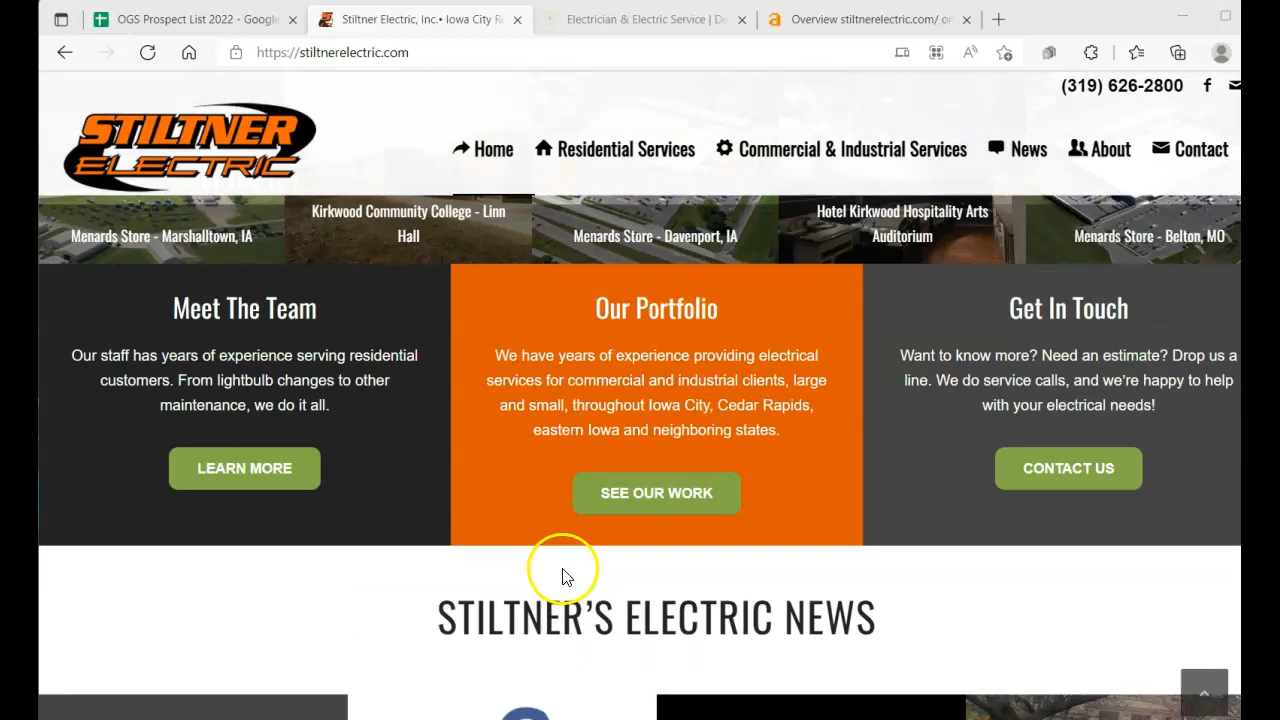 OGS Prospect List 2022 - Google
Stiltner Electric, Inc.• Iowa City R
Electrician & Electric Service | De
Overview stiltnerelectric.com/ or
https://stiltnerelectric.com
(319) 626-2800
STILTNER
ELECTRIC
Home
Residential Services
Commercial & Industrial Services
News
About
Contact
Menards Store - Marshalltown, IA
Kirkwood Community College - Linn
Hall
Menards Store - Davenport, IA
Hotel Kirkwood Hospitality Arts
Auditorium
Menards Store - Belton, MO
Meet The Team
Our staff has years of experience serving residential
customers. From lightbulb changes to other
maintenance, we do it all.
LEARN MORE
Our Portfolio
We have years of experience providing electrical
services for commercial and industrial clients, large
and small, throughout Iowa City, Cedar Rapids,
eastern Iowa and neighboring states.
SEE OUR WORK
Get In Touch
Want to know more? Need an estimate? Drop us a
line. We do service calls, and we're happy to help
with your electrical needs!
CONTACT US
STILTNER'S ELECTRIC NEWS